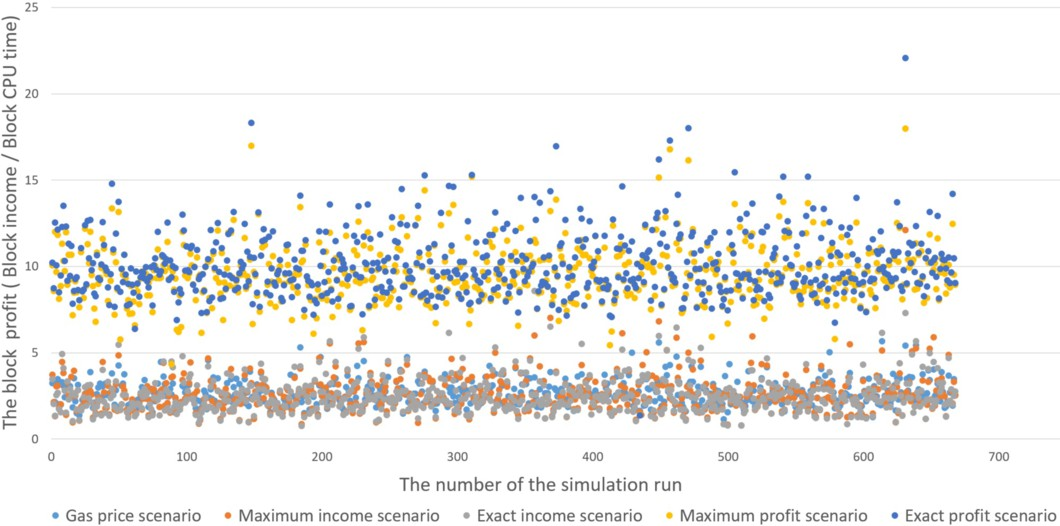 The block profit ( Block income / Block CPU time)
25
20
15
10
5
0
0 100 200 300 400 500 600 700
The number of the simulation run
Gas price scenario Maximum income scenario Exact income scenario Maximum profit scenario Exact profit scenario